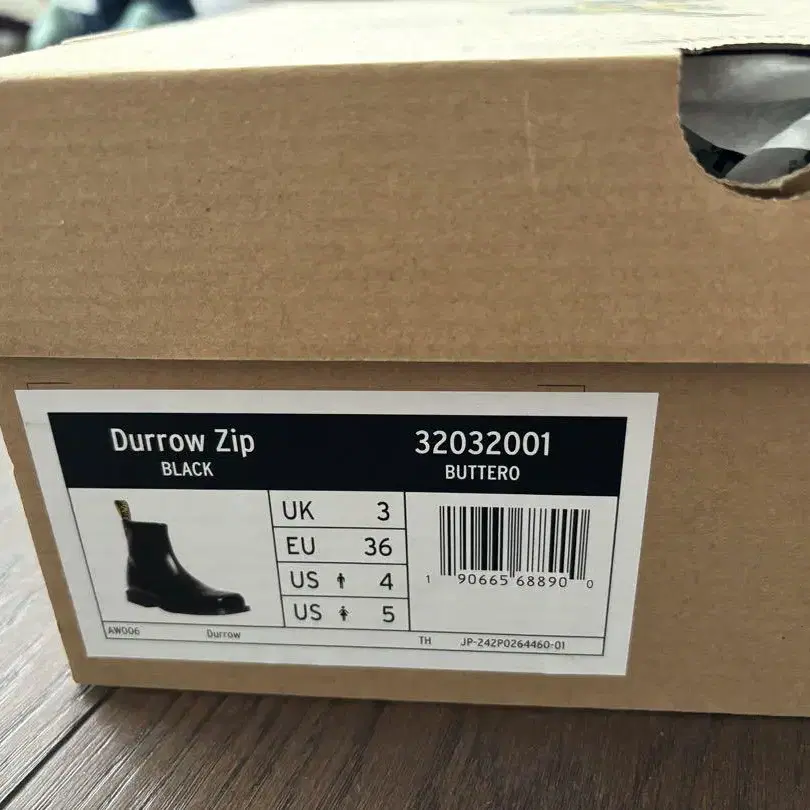 Durrow Zip
BLACK
32032001
BUTTERO
UK 3
EU 36
US 4
US 5
1 90665 68890 0
AW006 Durrow
TH JP-242P0264460-01